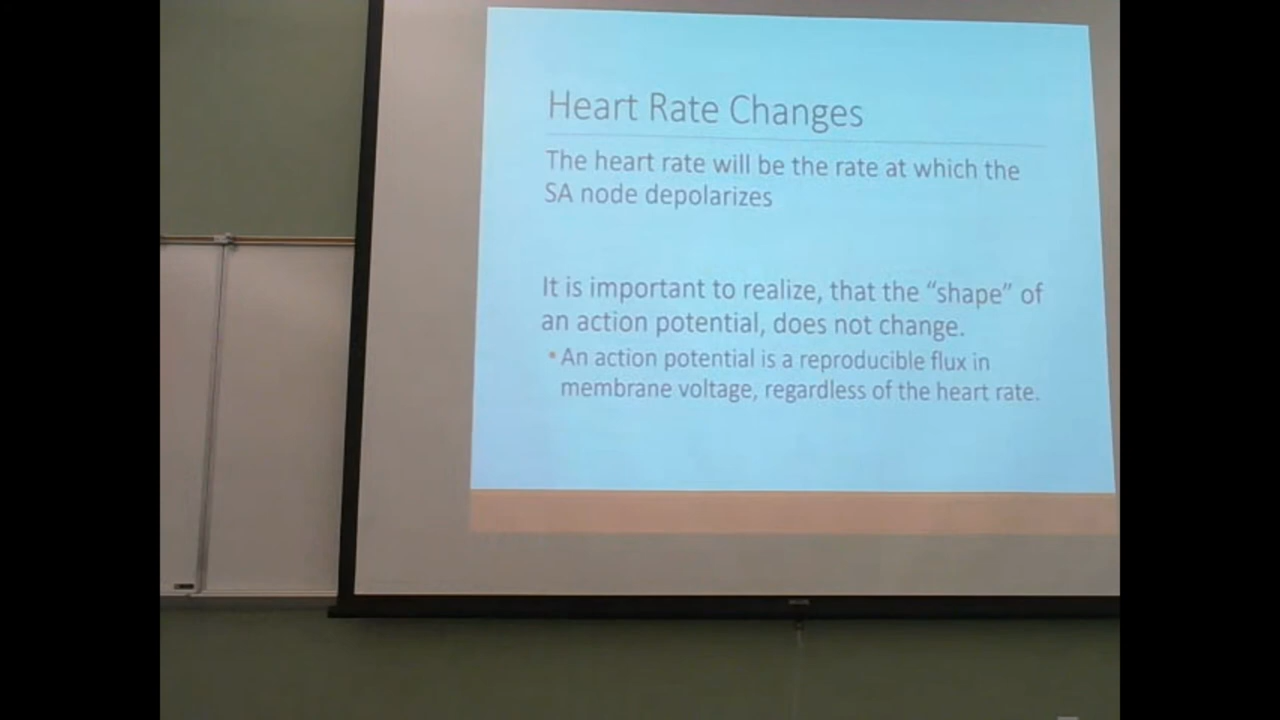 Heart Rate Changes
The heart rate will be the rate at which the
SA node depolarizes
It is important to realize, that the “shape” of
an action potential, does not change.
▪ An action potential is a reproducible flux in
membrane voltage, regardless of the heart rate.